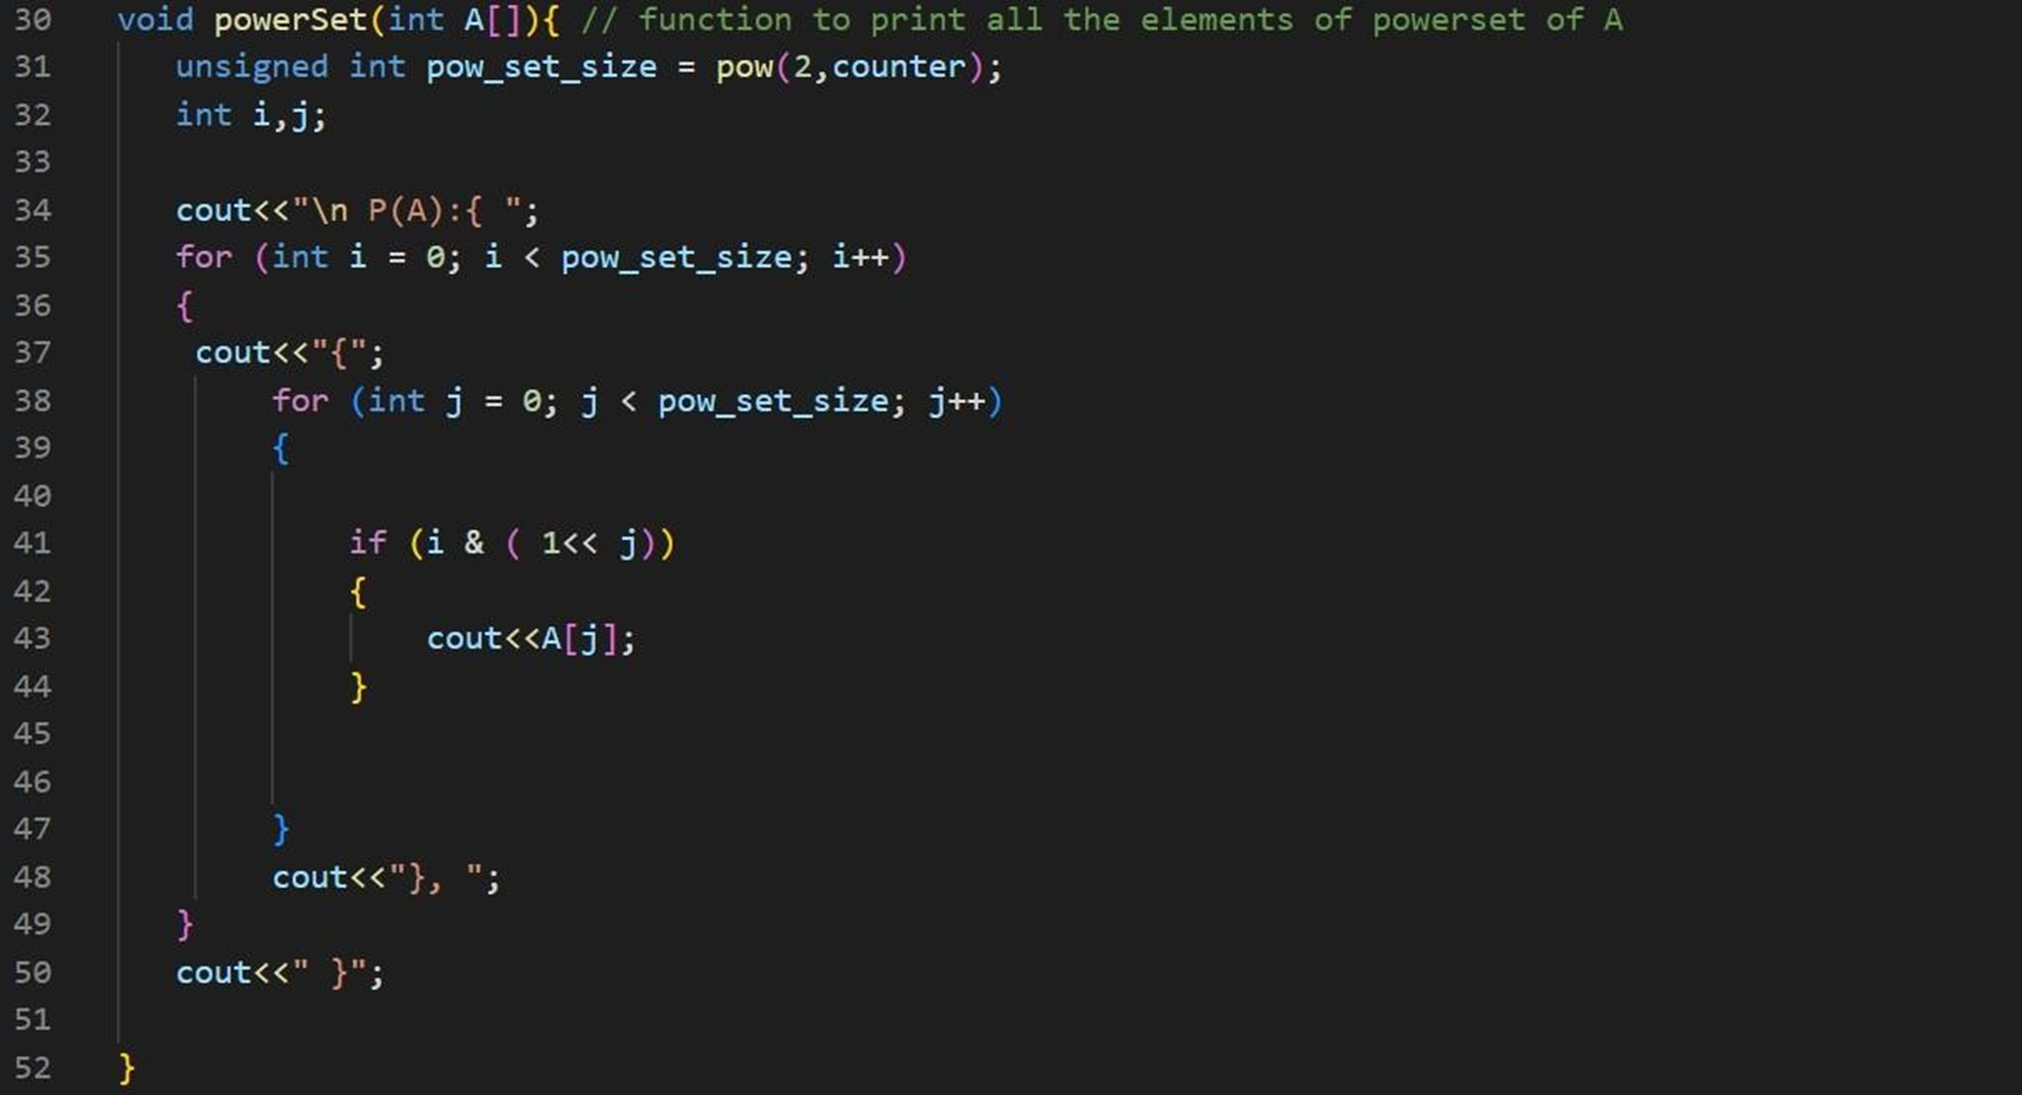 30 void powerSet(int A[]){ // function to print all the elements of powerset of A
31 unsigned int pow_set_size = pow(2,counter);
32 int i,j;
33
34 cout<<"\n P(A):{ ";
35 for (int i = 0; i < pow_set_size; i++)
36 {
37 cout<<"{";
38 for (int j = 0; j < pow_set_size; j++)
39 {
40
41 if (i & ( 1<< j))
42 {
43 cout<<A[j];
44 }
45
46
47 }
48 cout<<"}, ";
49 }
50 cout<<" }";
51
52 }